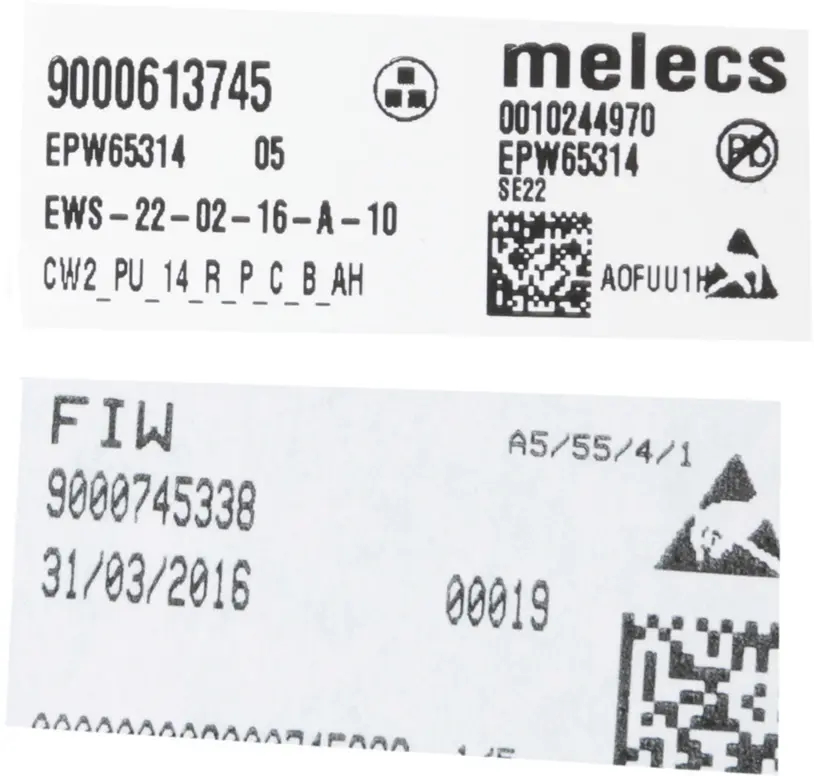 9000613745
EPW65314 05
EWS-22-02-16-A-10
CW2_PU_14_R_P_C_B_AH
melecs
0010244970
EPW65314
SE22
Pb
A0FUU1H
FIW
A5/55/4/1
9000745338
31/03/2016
00019